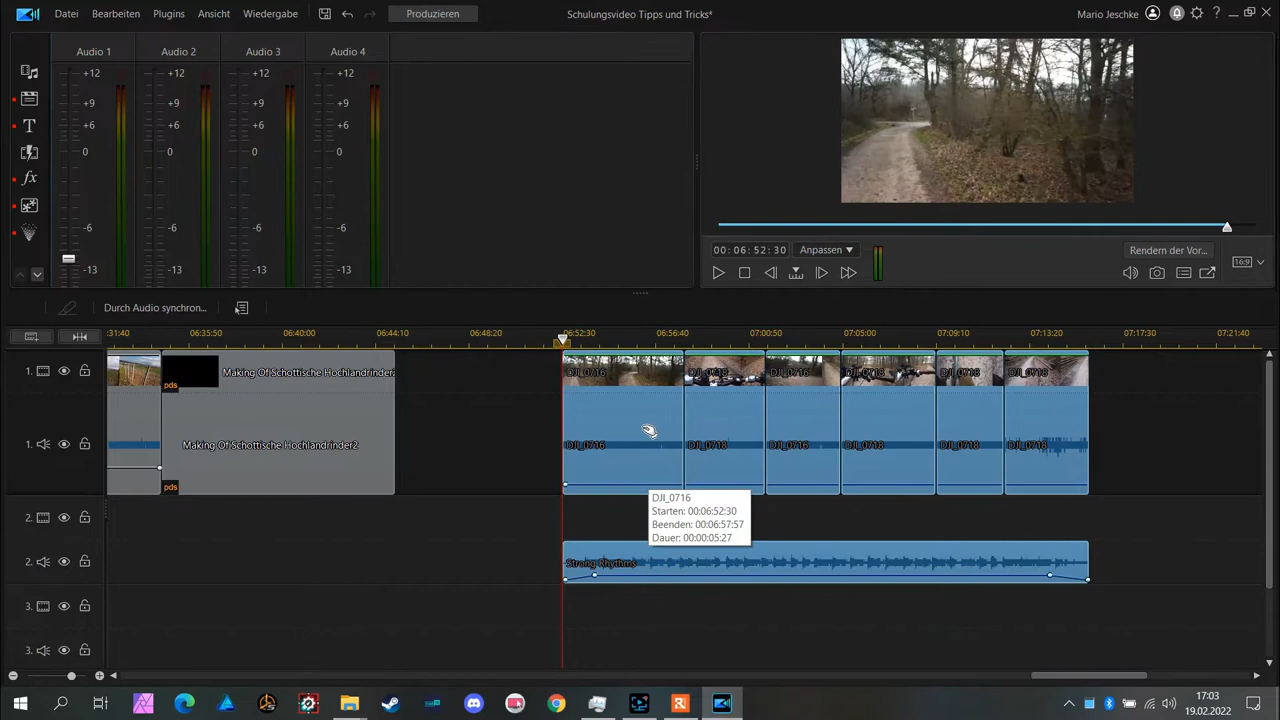 Datei Bearbeiten Plugins Ansicht Wiedergabe Produzieren Schulungsvideo Tipps und Tricks* Mario Jeschke ?
Audio 1 Audio 2 Audio 3 Audio 4
+12 +12 +12 +12
+9 +9 +9 +9
+6 +6 +6 +6
0 0 0 0
-6 -6 -6 -6
-13 -13 -13 -13
T
fx
00:06:52:30 Anpassen Rendern der Vor...
16:9
Durch Audio synchron...
:31:40 06:35:50 06:40:00 06:44:10 06:48:20 06:52:30 06:56:40 07:00:50 07:05:00 07:09:10 07:13:20 07:17:30 07:21:40
1. pds Making Of Schottische Hochlandrinder DJI_0716 DJI_0718 DJI_0716 DJI_0718 DJI_0718 DJI_0718
1. Making Of Schottische Hochlandrinder2 DJI_0716 DJI_0718 DJI_0716 DJI_0718 DJI_0718 DJI_0718
pds
DJI_0716
Starten: 00:06:52:30
Beenden: 00:06:57:57
Dauer: 00:00:05:27
2.
2. Strong Rhythms
3.
3.
17:03
19.02.2022